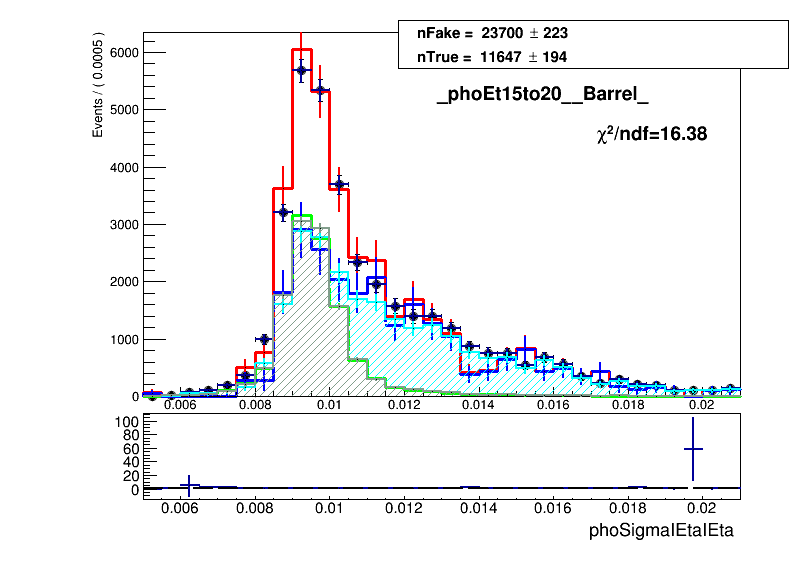 nFake = 23700 ± 223
nTrue = 11647 ± 194
_phoEt15to20__Barrel_
χ²/ndf=16.38
Events / ( 0.0005 )
6000
5000
4000
3000
2000
1000
0
0.006 0.008 0.01 0.012 0.014 0.016 0.018 0.02
100
80
60
40
20
0
0.006 0.008 0.01 0.012 0.014 0.016 0.018 0.02
phoSigmaIEtaIEta